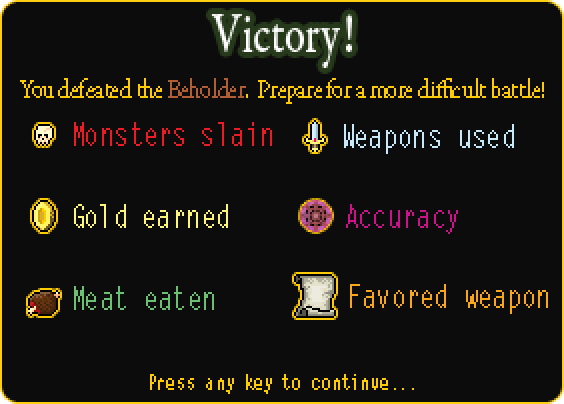 Victory!
You defeated the Beholder. Prepare for a more difficult battle!
Monsters slain
Weapons used
Gold earned
Accuracy
Meat eaten
Favored weapon
Press any key to continue...